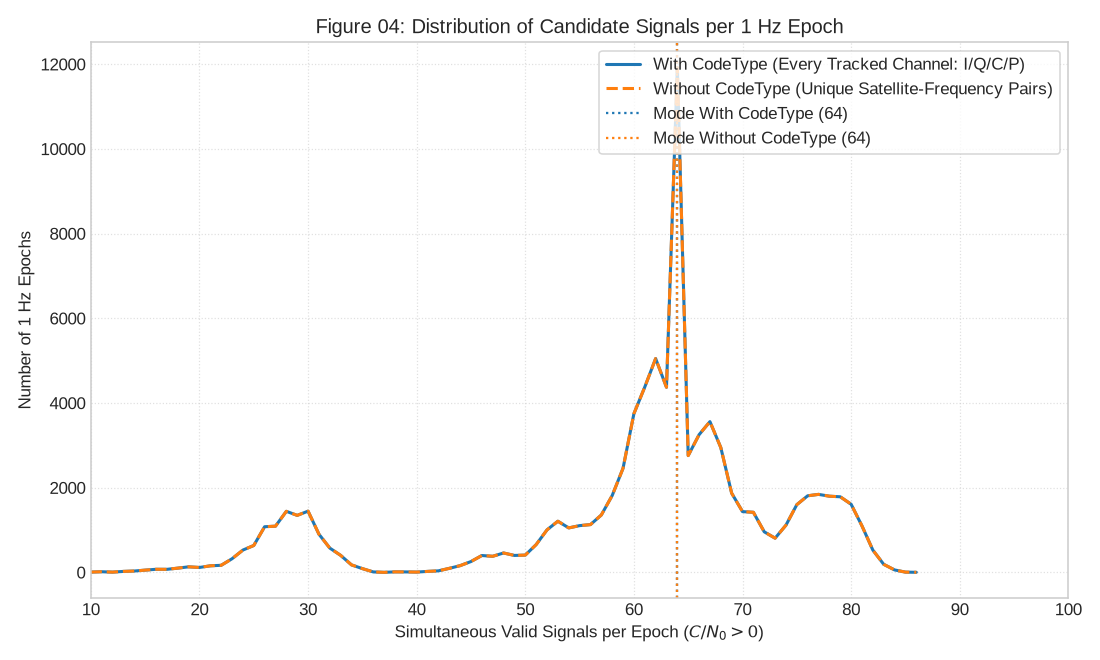 Figure 04: Distribution of Candidate Signals per 1 Hz Epoch
With CodeType (Every Tracked Channel: I/Q/C/P)
Without CodeType (Unique Satellite-Frequency Pairs)
Mode With CodeType (64)
Mode Without CodeType (64)
Number of 1 Hz Epochs
12000
10000
8000
6000
4000
2000
0
10 20 30 40 50 60 70 80 90 100
Simultaneous Valid Signals per Epoch (C/N₀ > 0)